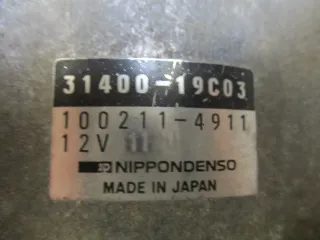 31400-19C03
100211-4911
12V
NIPPONDENSO
MADE IN JAPAN